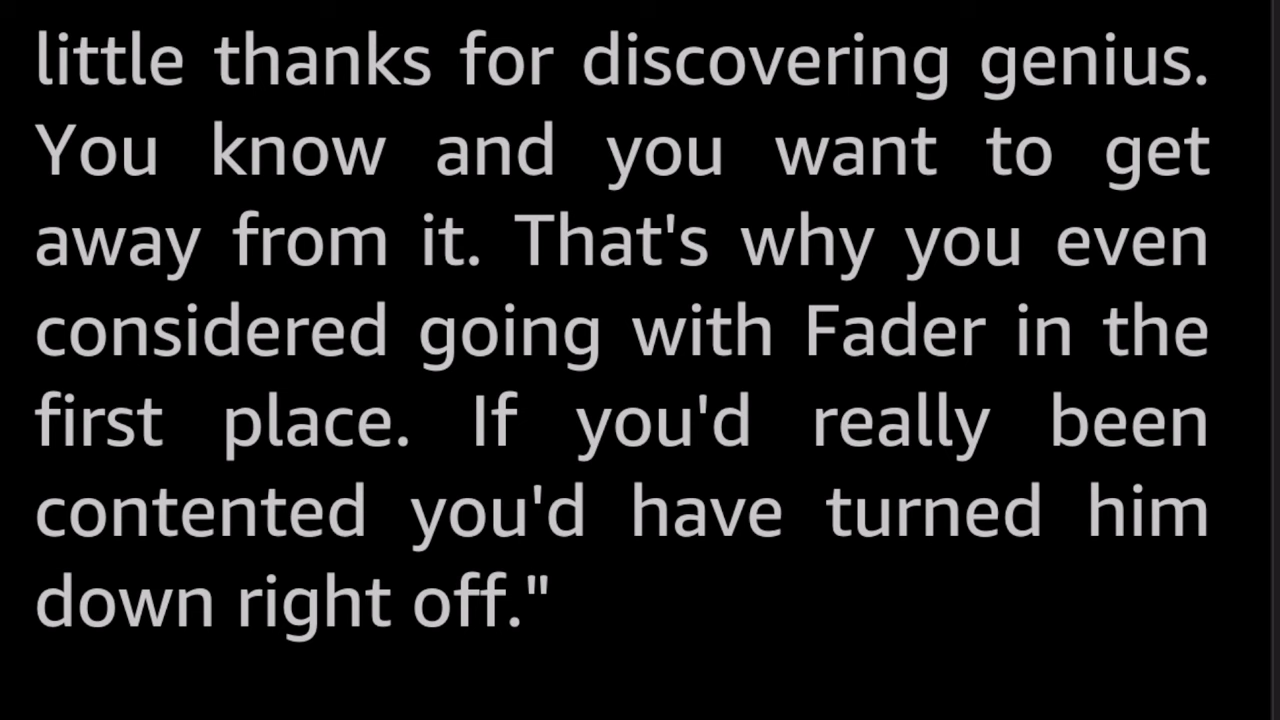 little thanks for discovering genius.
You know and you want to get
away from it. That's why you even
considered going with Fader in the
first place. If you'd really been
contented you'd have turned him
down right off."